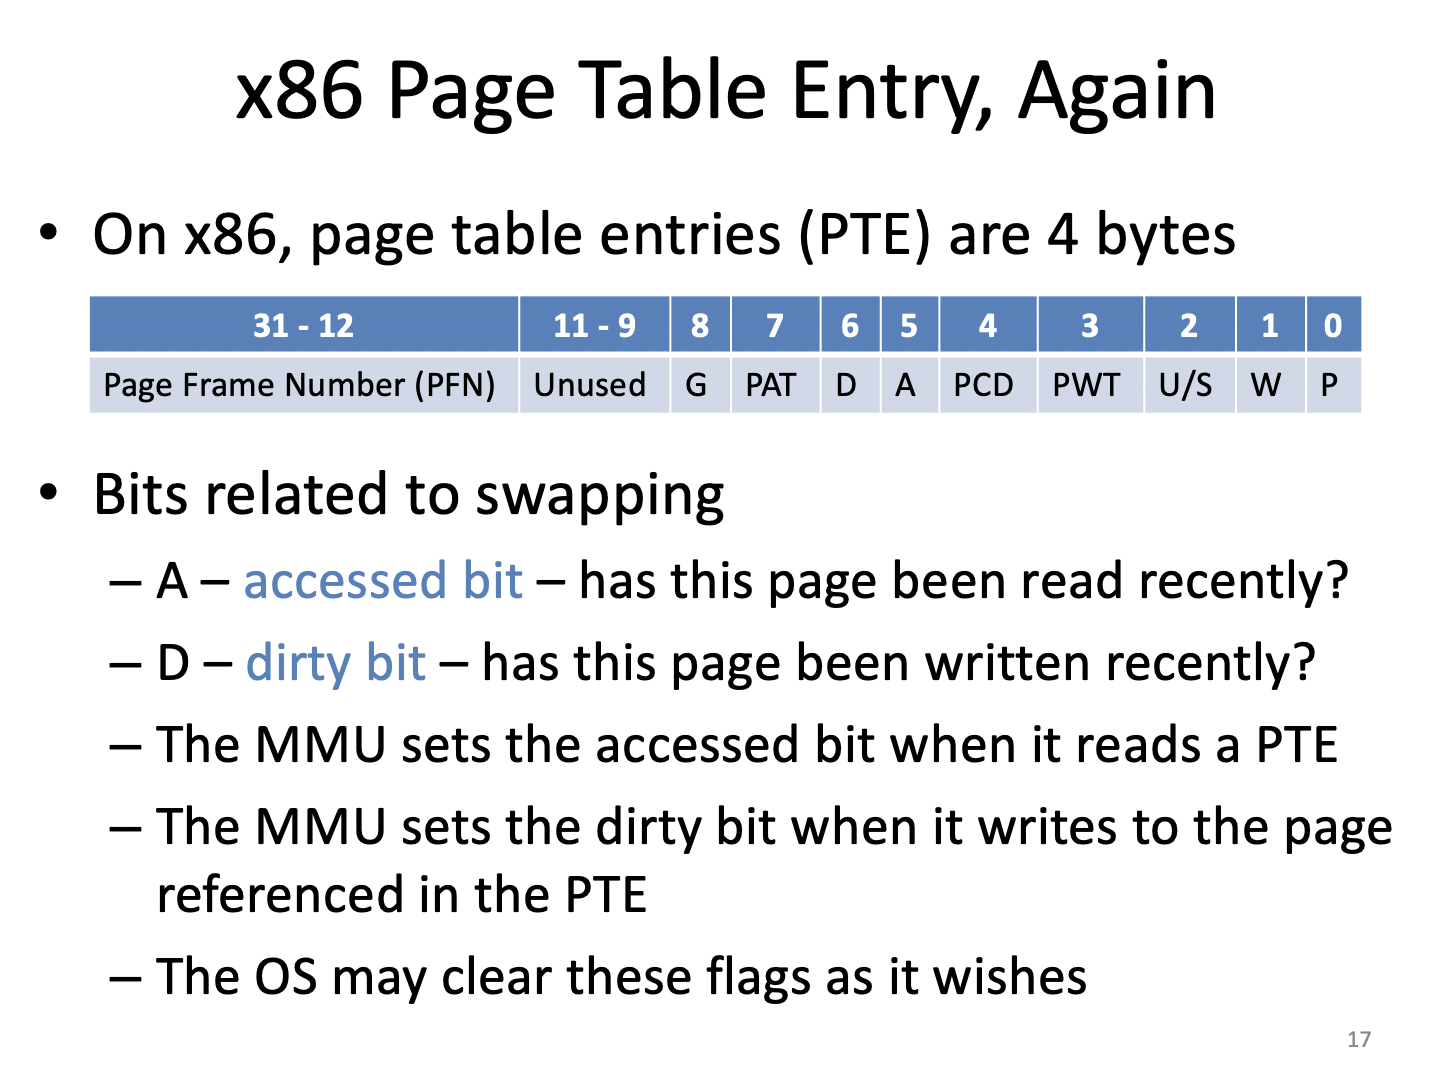 x86 Page Table Entry, Again
• On x86, page table entries (PTE) are 4 bytes
31 - 12 11 - 9 8 7 6 5 4 3 2 1 0
Page Frame Number (PFN) Unused G PAT D A PCD PWT U/S W P
• Bits related to swapping
– A – accessed bit – has this page been read recently?
– D – dirty bit – has this page been written recently?
– The MMU sets the accessed bit when it reads a PTE
– The MMU sets the dirty bit when it writes to the page
referenced in the PTE
– The OS may clear these flags as it wishes
17